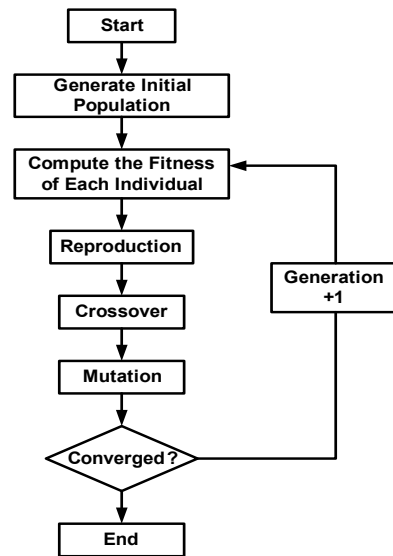 Start
Generate Initial
Population
Compute the Fitness
of Each Individual
Reproduction
Crossover
Mutation
Converged?
End
Generation
+1